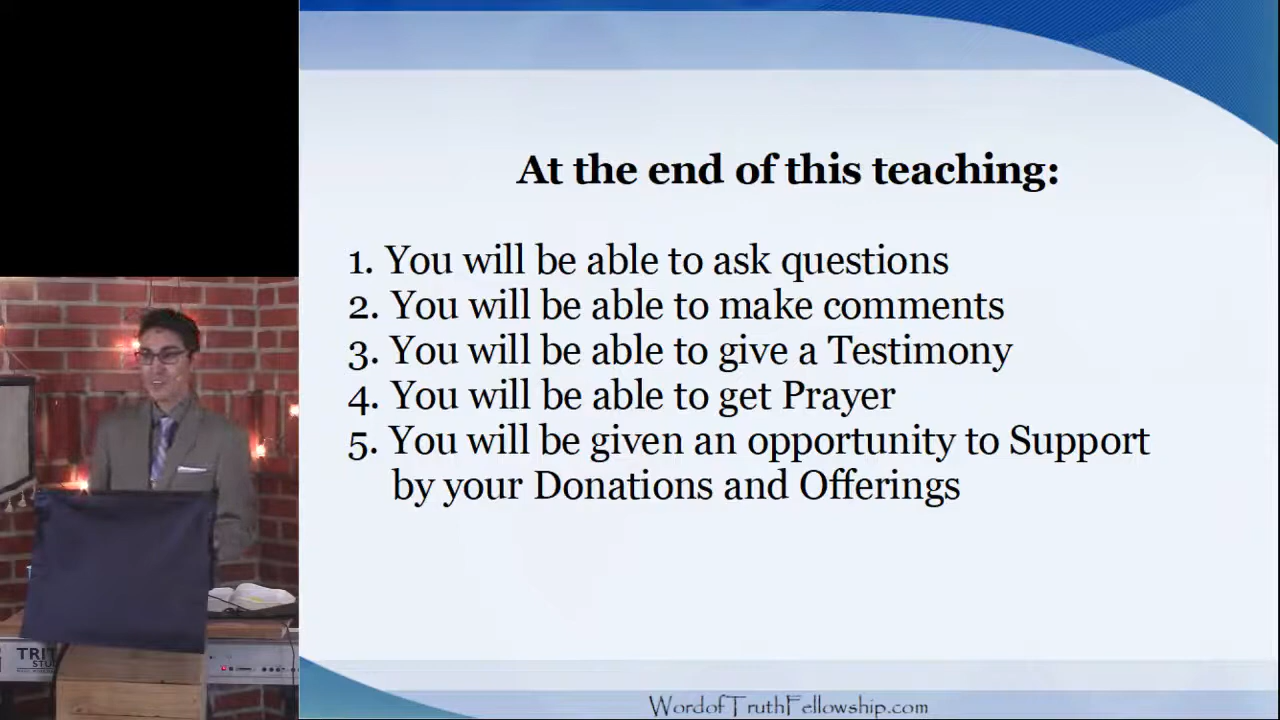 At the end of this teaching:
1. You will be able to ask questions
2. You will be able to make comments
3. You will be able to give a Testimony
4. You will be able to get Prayer
5. You will be given an opportunity to Support
by your Donations and Offerings
WordofTruthFellowship.com